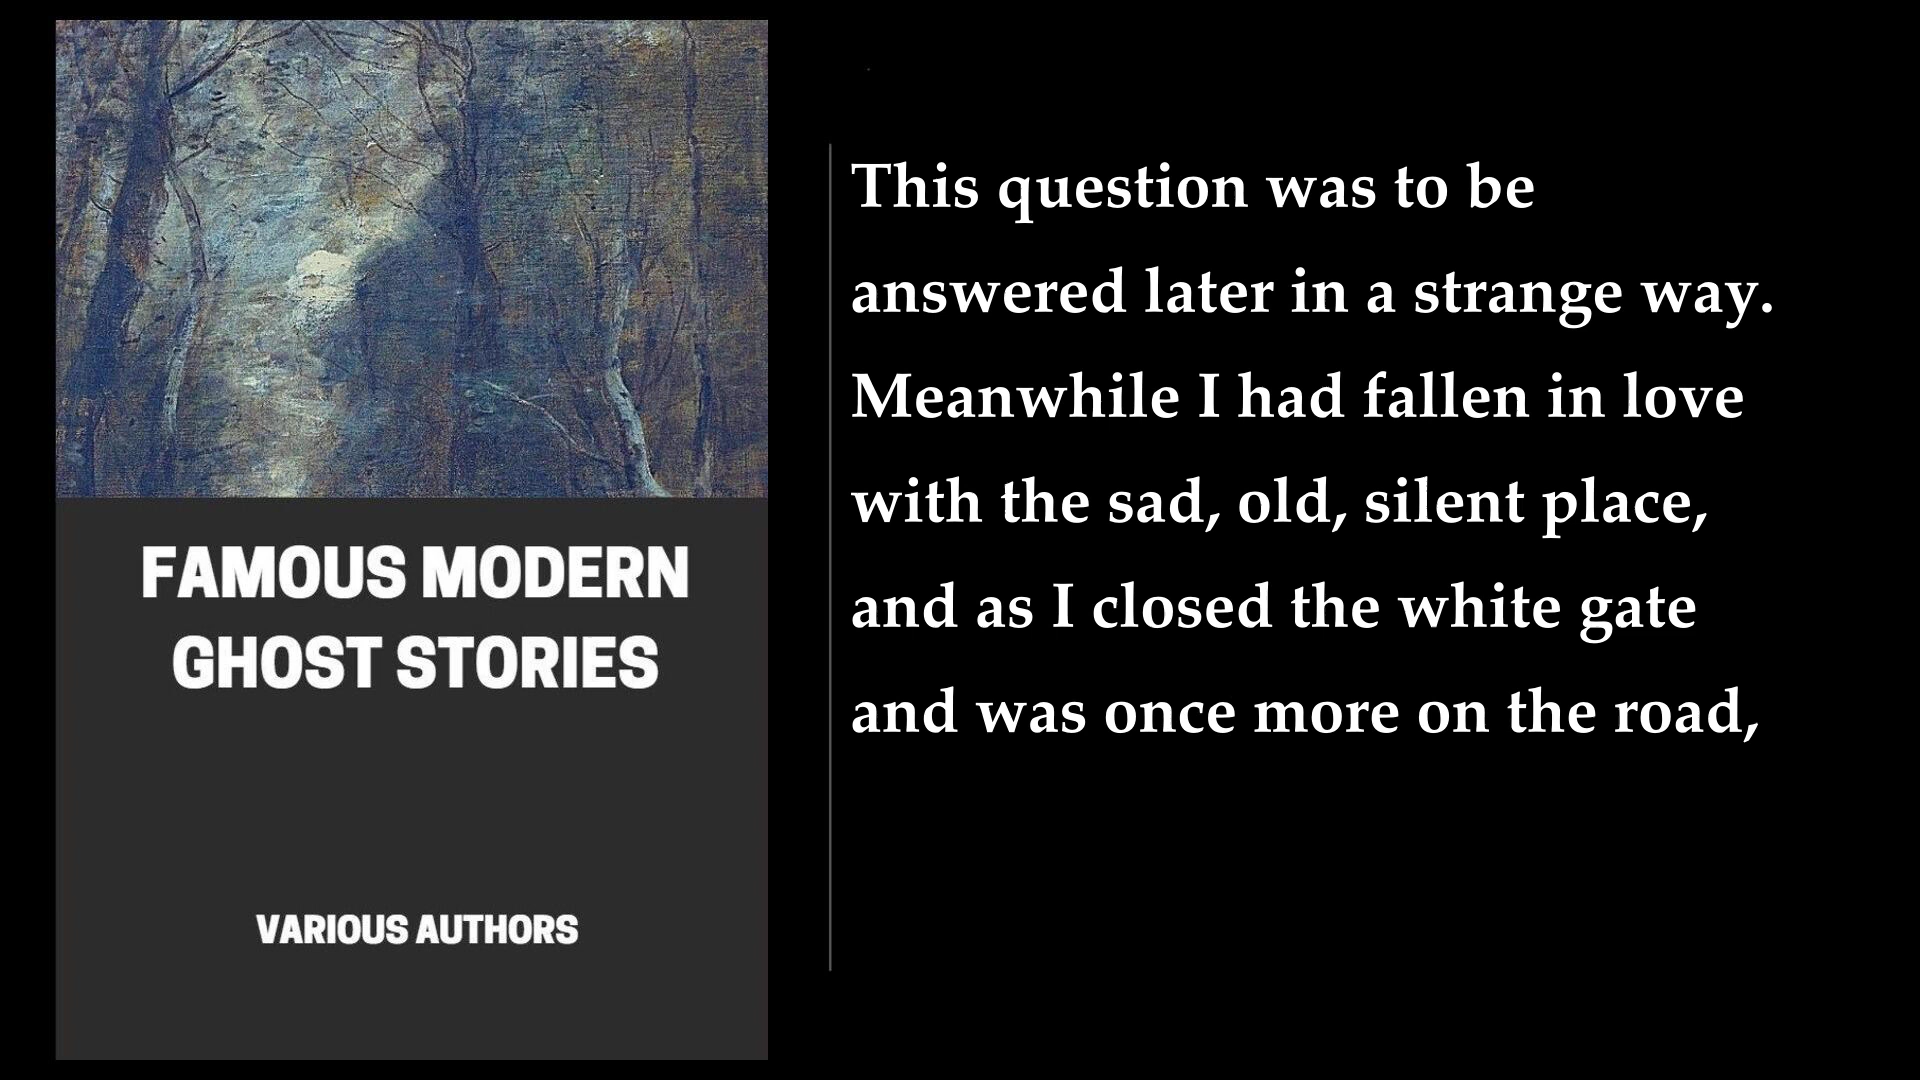 FAMOUS MODERN
GHOST STORIES
VARIOUS AUTHORS
This question was to be
answered later in a strange way.
Meanwhile I had fallen in love
with the sad, old, silent place,
and as I closed the white gate
and was once more on the road,